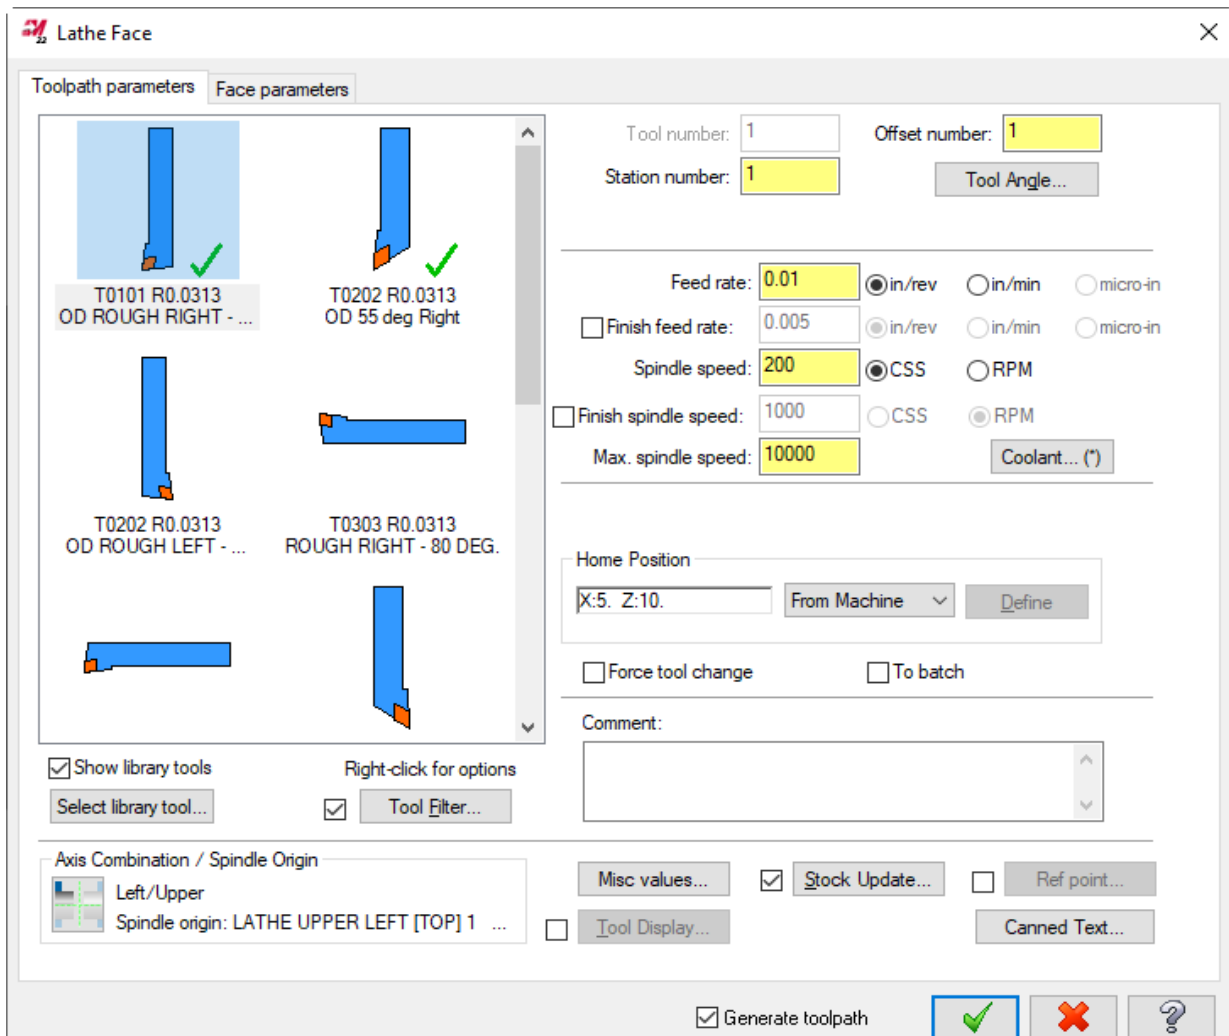 22 Lathe Face
Toolpath parameters
Face parameters
T0101 R0.0313
OD ROUGH RIGHT - ...
T0202 R0.0313
OD 55 deg Right
T0202 R0.0313
OD ROUGH LEFT - ...
T0303 R0.0313
ROUGH RIGHT - 80 DEG.
Show library tools
Right-click for options
Select library tool...
Tool Filter...
Tool number: 1
Offset number: 1
Station number: 1
Tool Angle...
Feed rate: 0.01 in/rev in/min micro-in
Finish feed rate: 0.005 in/rev in/min micro-in
Spindle speed: 200 CSS RPM
Finish spindle speed: 1000 CSS RPM
Max. spindle speed: 10000
Coolant... (*)
Home Position
X:5. Z:10. From Machine Define
Force tool change To batch
Comment:
Axis Combination / Spindle Origin
Left/Upper
Spindle origin: LATHE UPPER LEFT [TOP] 1 ...
Misc values... Stock Update... Ref point...
Tool Display... Canned Text...
Generate toolpath